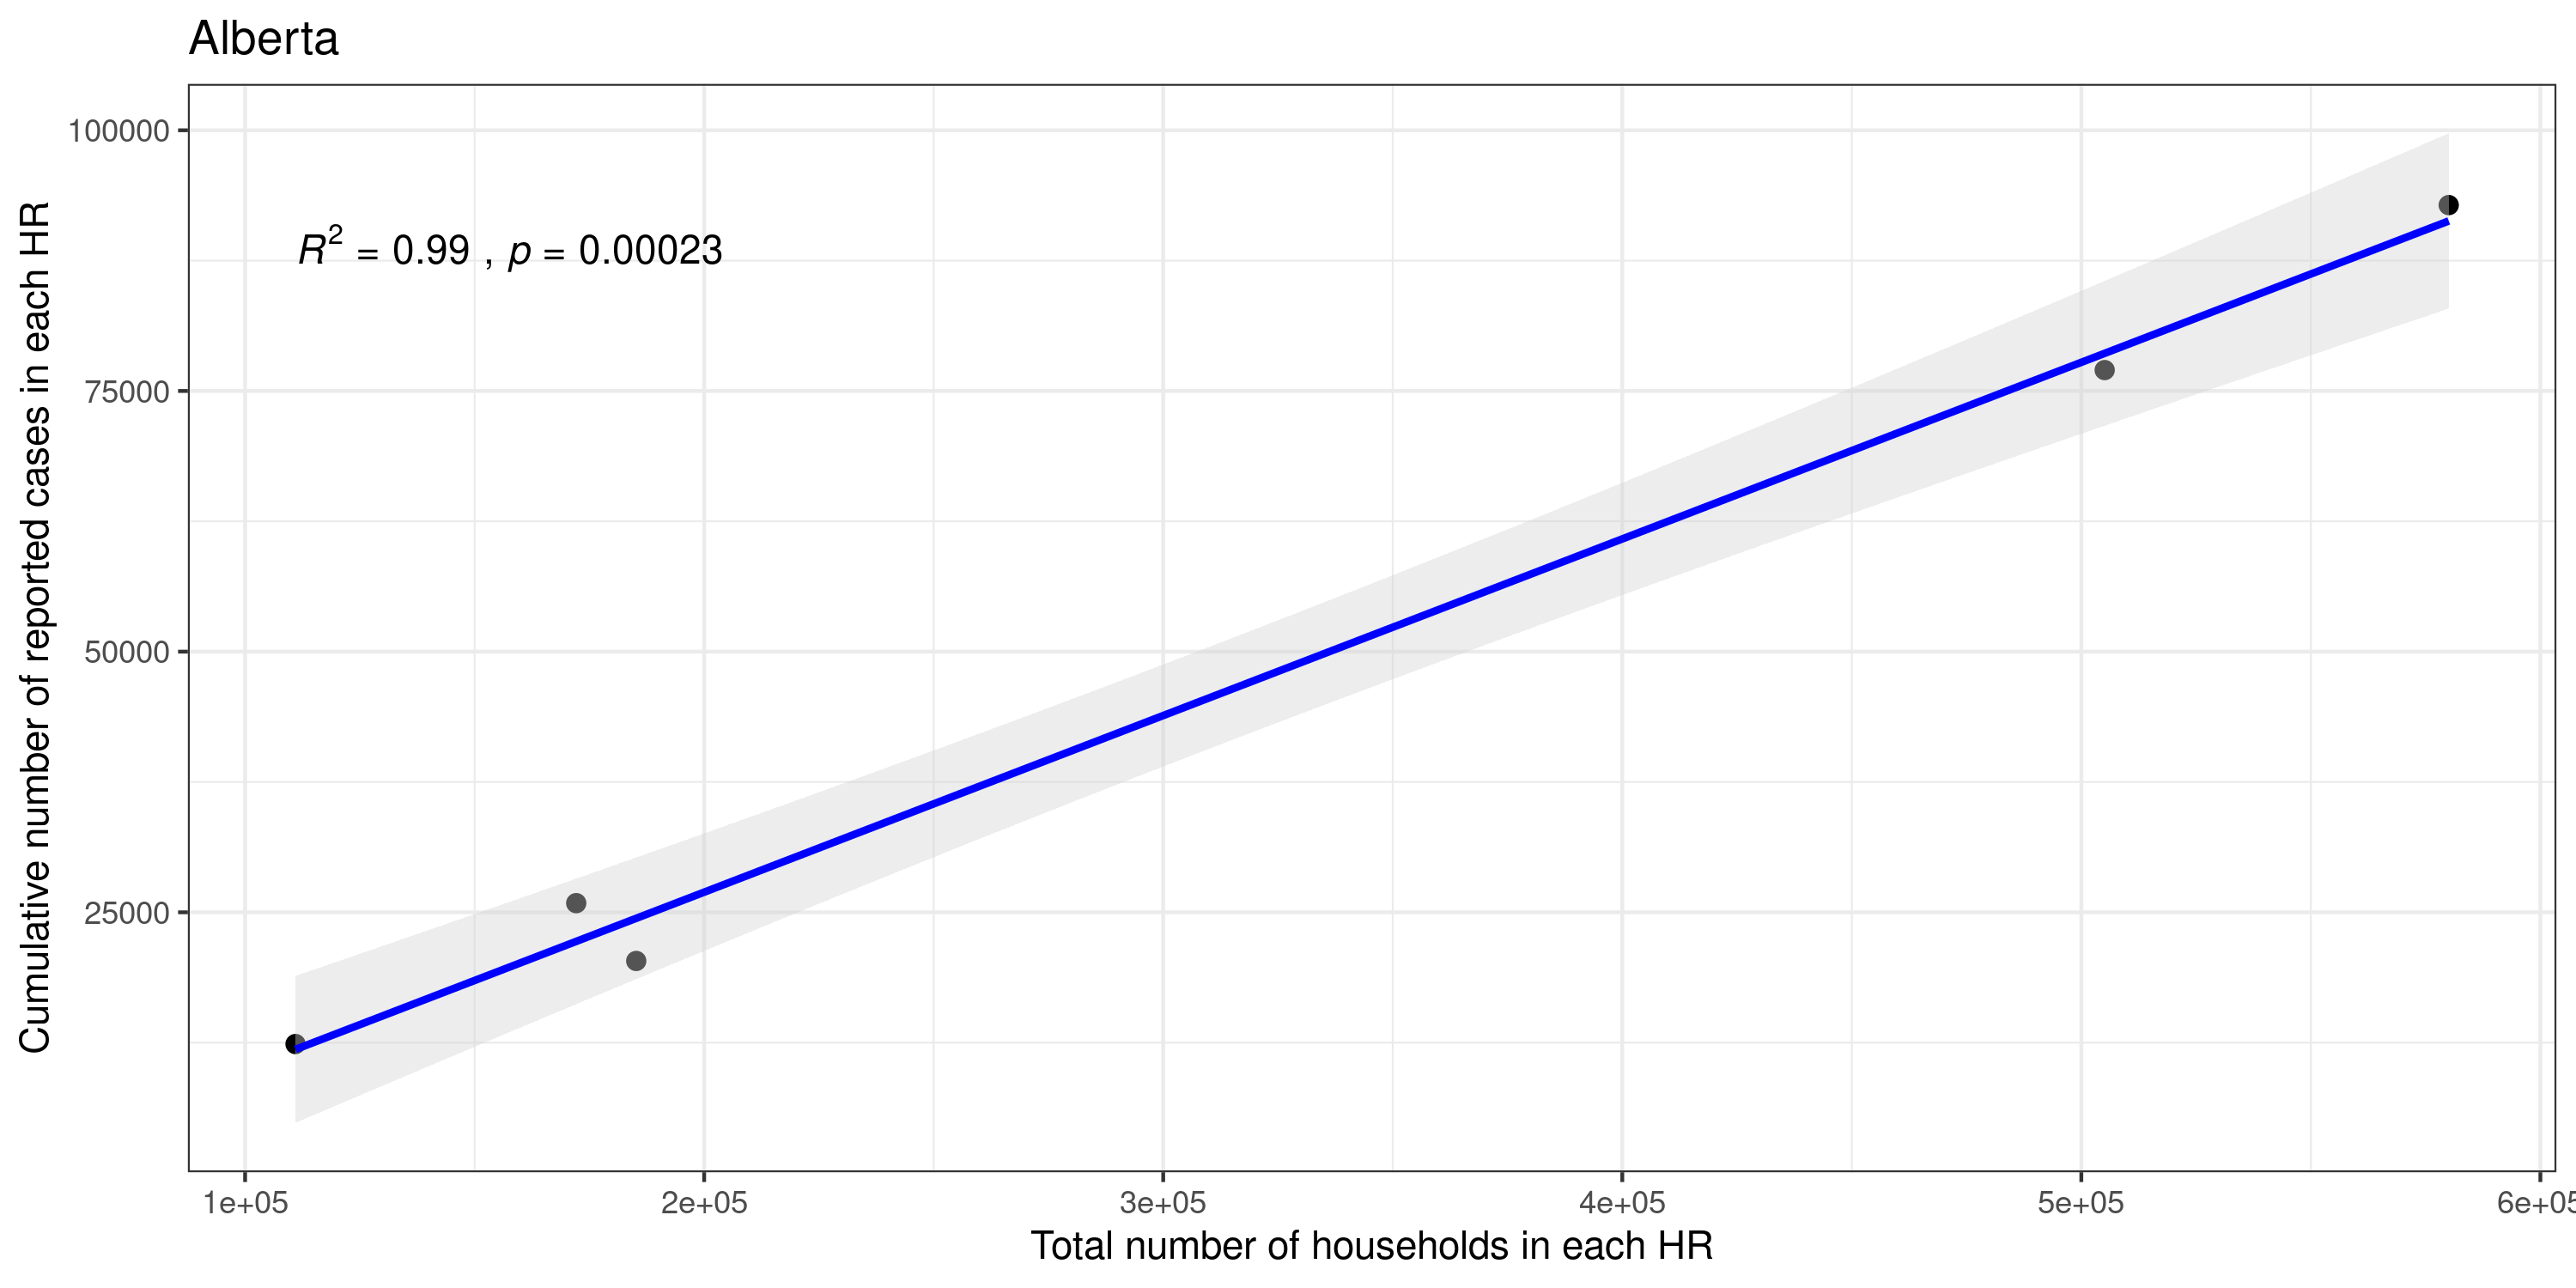 Alberta
100000
75000
50000
25000
Cumulative number of reported cases in each HR
R² = 0.99 , p = 0.00023
1e+05 2e+05 3e+05 4e+05 5e+05 6e+05
Total number of households in each HR